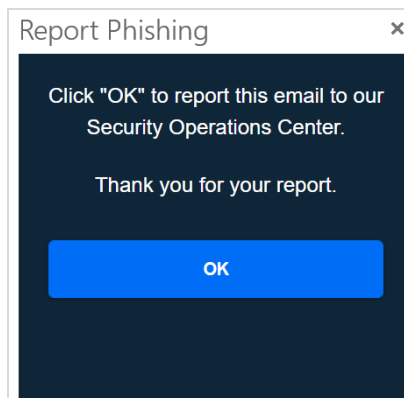 Report Phishing
Click "OK" to report this email to our
Security Operations Center.
Thank you for your report.
OK